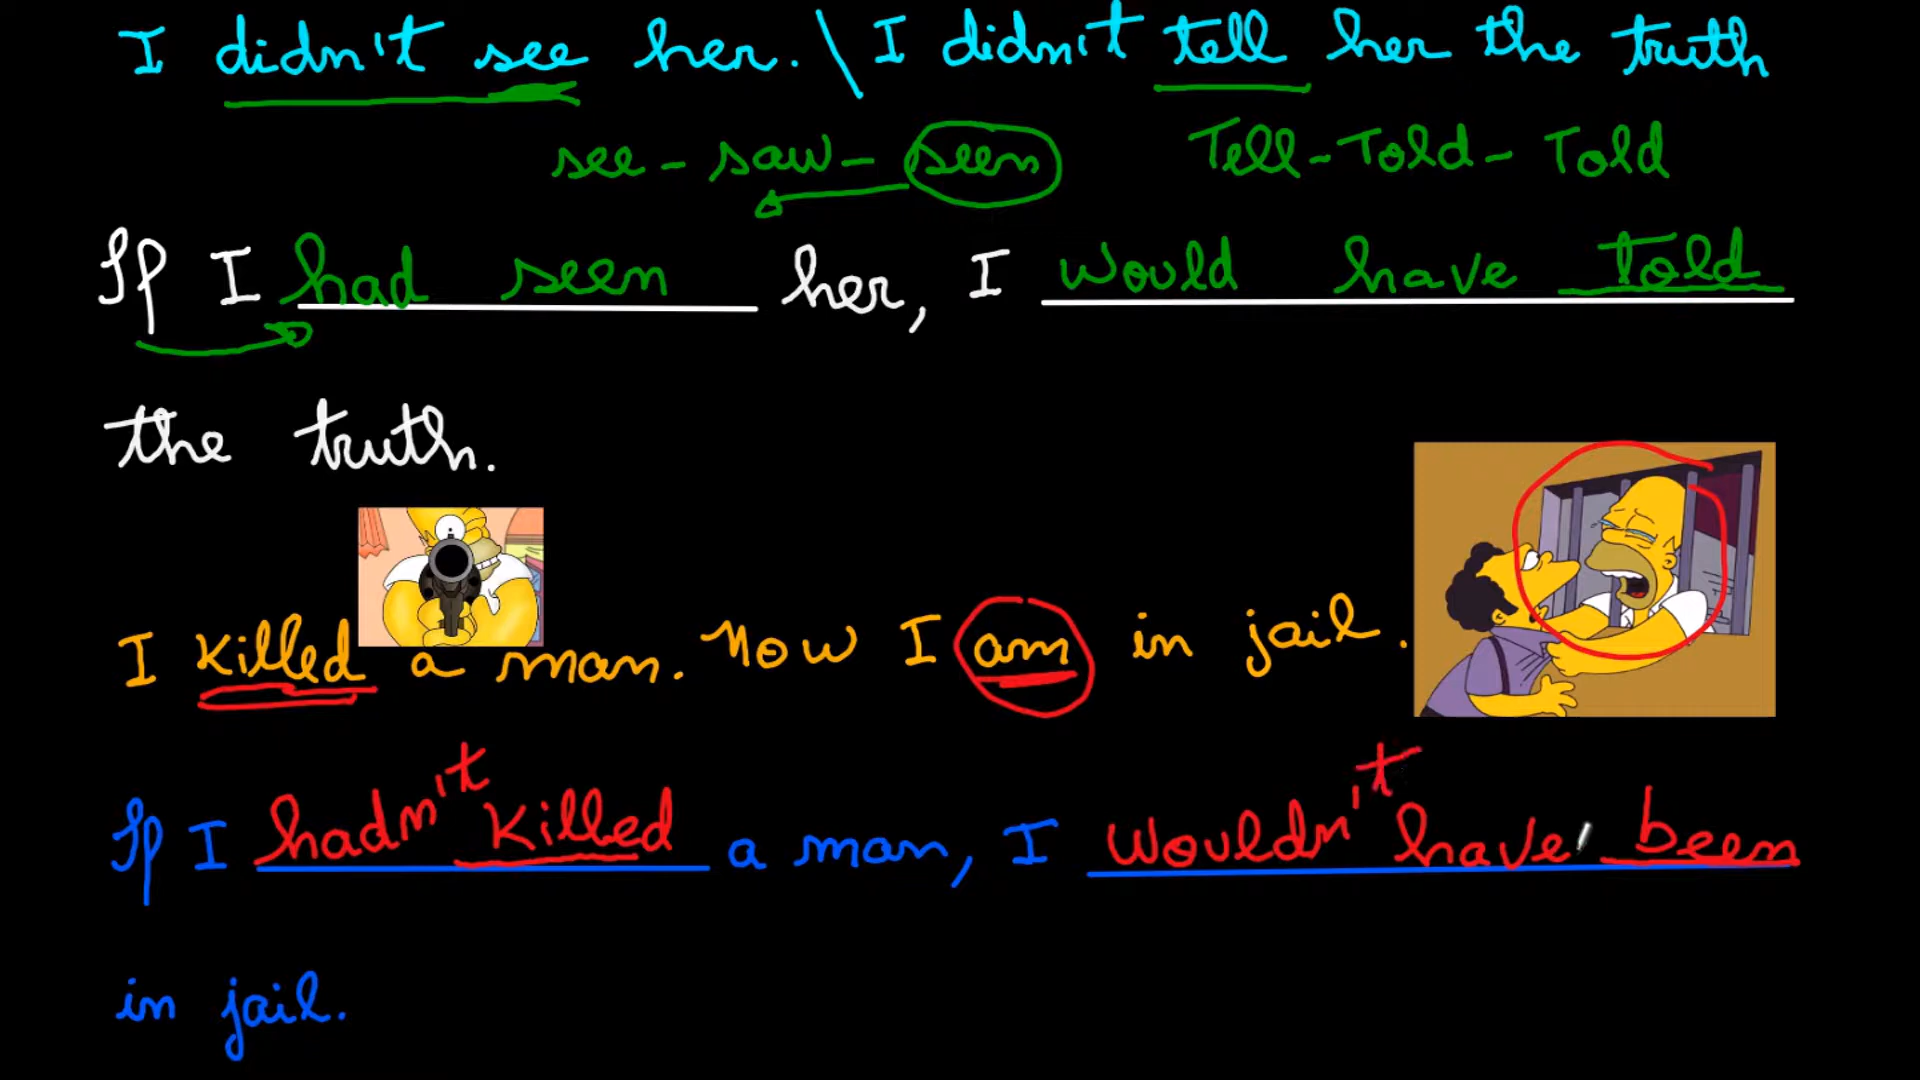 I didn't see her. \ I didn't tell her the truth
see - saw - seen Tell - Told - Told
If I had seen her, I would have told
the truth.
I killed a man. Now I am in jail.
If I hadn't killed a man, I wouldn't have been
in jail.